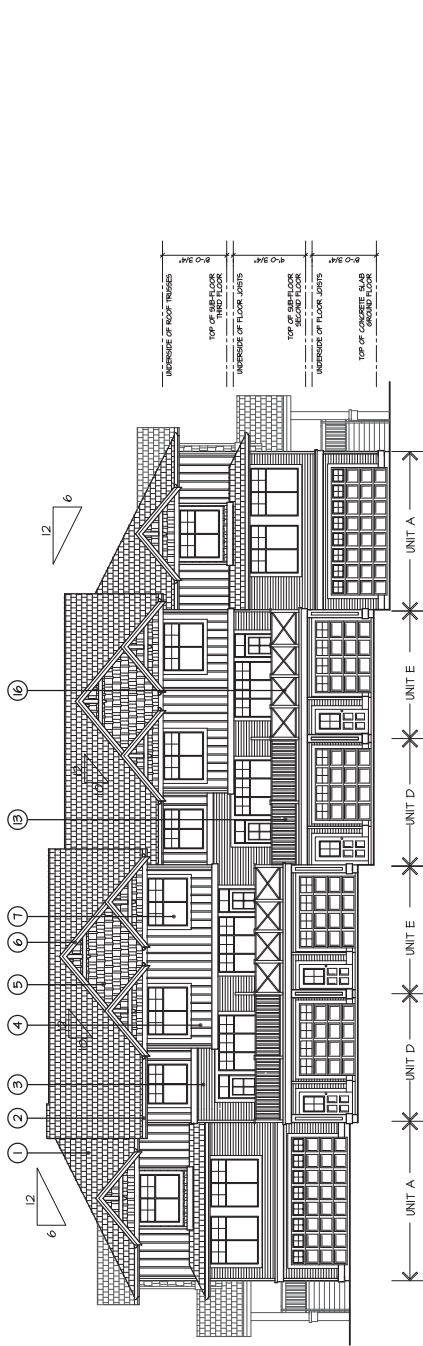 1
2
3
4
5
6
7
13
16
12
6
12
6
12
12
UNDERSIDE OF ROOF TRUSSES
8'-0 3/4"
TOP OF SUB-FLOOR
THIRD FLOOR
UNDERSIDE OF FLOOR JOISTS
9'-0 3/4"
TOP OF SUB-FLOOR
SECOND FLOOR
UNDERSIDE OF FLOOR JOISTS
8'-0 3/4"
TOP OF CONCRETE SLAB
GROUND FLOOR
UNIT A
UNIT D
UNIT E
UNIT D
UNIT E
UNIT A